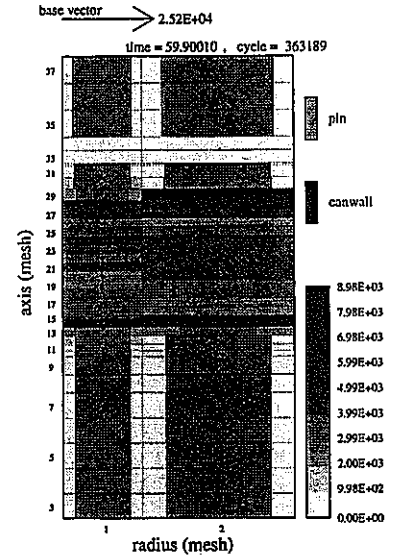 base vector
2.52E+04
time = 59.90010 , cycle = 363189
37
35
33
31
29
27
25
23
21
19
17
15
13
11
9
7
5
3
axis (mesh)
1 2
radius (mesh)
pin
canwall
8.98E+03
7.98E+03
6.98E+03
5.99E+03
4.99E+03
3.99E+03
2.99E+03
2.00E+03
9.98E+02
0.00E+00